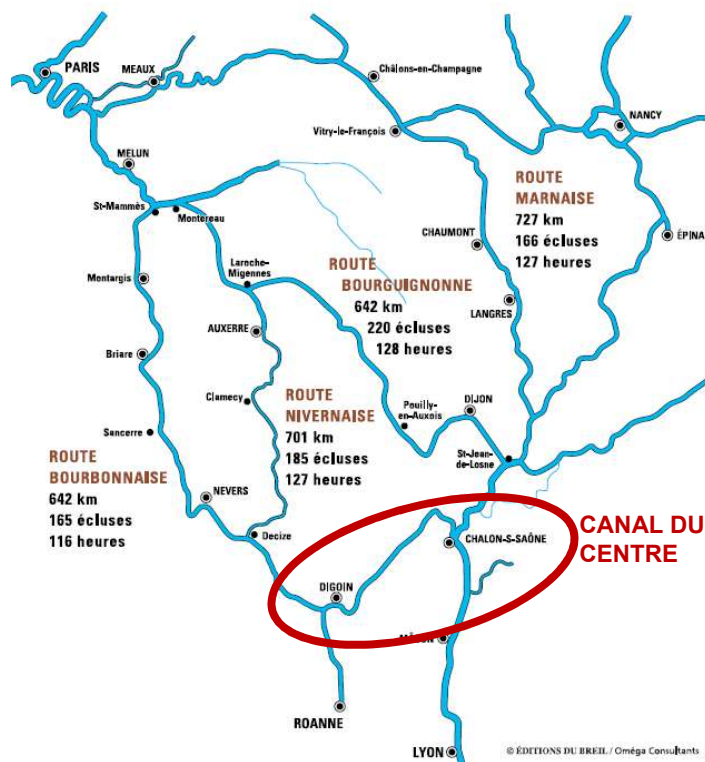 PARIS
MEAUX
Châlons-en-Champagne
NANCY
Vitry-le-François
MELUN
St-Mammès
Montereau
ROUTE
MARNAISE
727 km
166 écluses
127 heures
CHAUMONT
ÉPINA
Laroche-
Migennes
ROUTE
BOURGUIGNONNE
642 km
220 écluses
128 heures
Montargis
LANGRES
AUXERRE
Briare
Clamecy
ROUTE
NIVERNAISE
701 km
185 écluses
127 heures
Pouilly-
en-Auxois
DIJON
Sancerre
St-Jean-
de-Losne
ROUTE
BOURBONNAISE
642 km
165 écluses
116 heures
NEVERS
Decize
CANAL DU
CENTRE
CHALON-S-SAÔNE
DIGOIN
MÂCON
ROANNE
LYON
© ÉDITIONS DU BREIL / Oméga Consultants